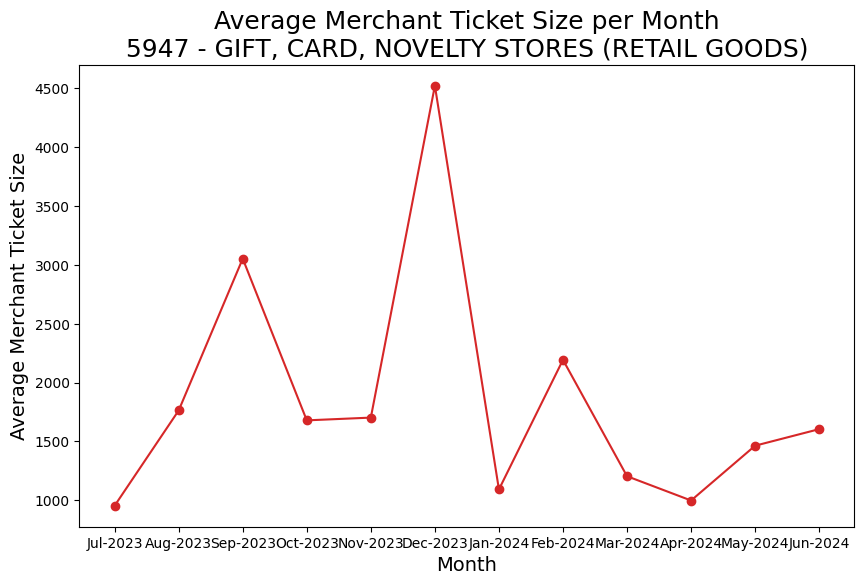 Average Merchant Ticket Size per Month
5947 - GIFT, CARD, NOVELTY STORES (RETAIL GOODS)
Average Merchant Ticket Size
4500
4000
3500
3000
2500
2000
1500
1000
Jul-2023 Aug-2023 Sep-2023 Oct-2023 Nov-2023 Dec-2023 Jan-2024 Feb-2024 Mar-2024 Apr-2024 May-2024 Jun-2024
Month